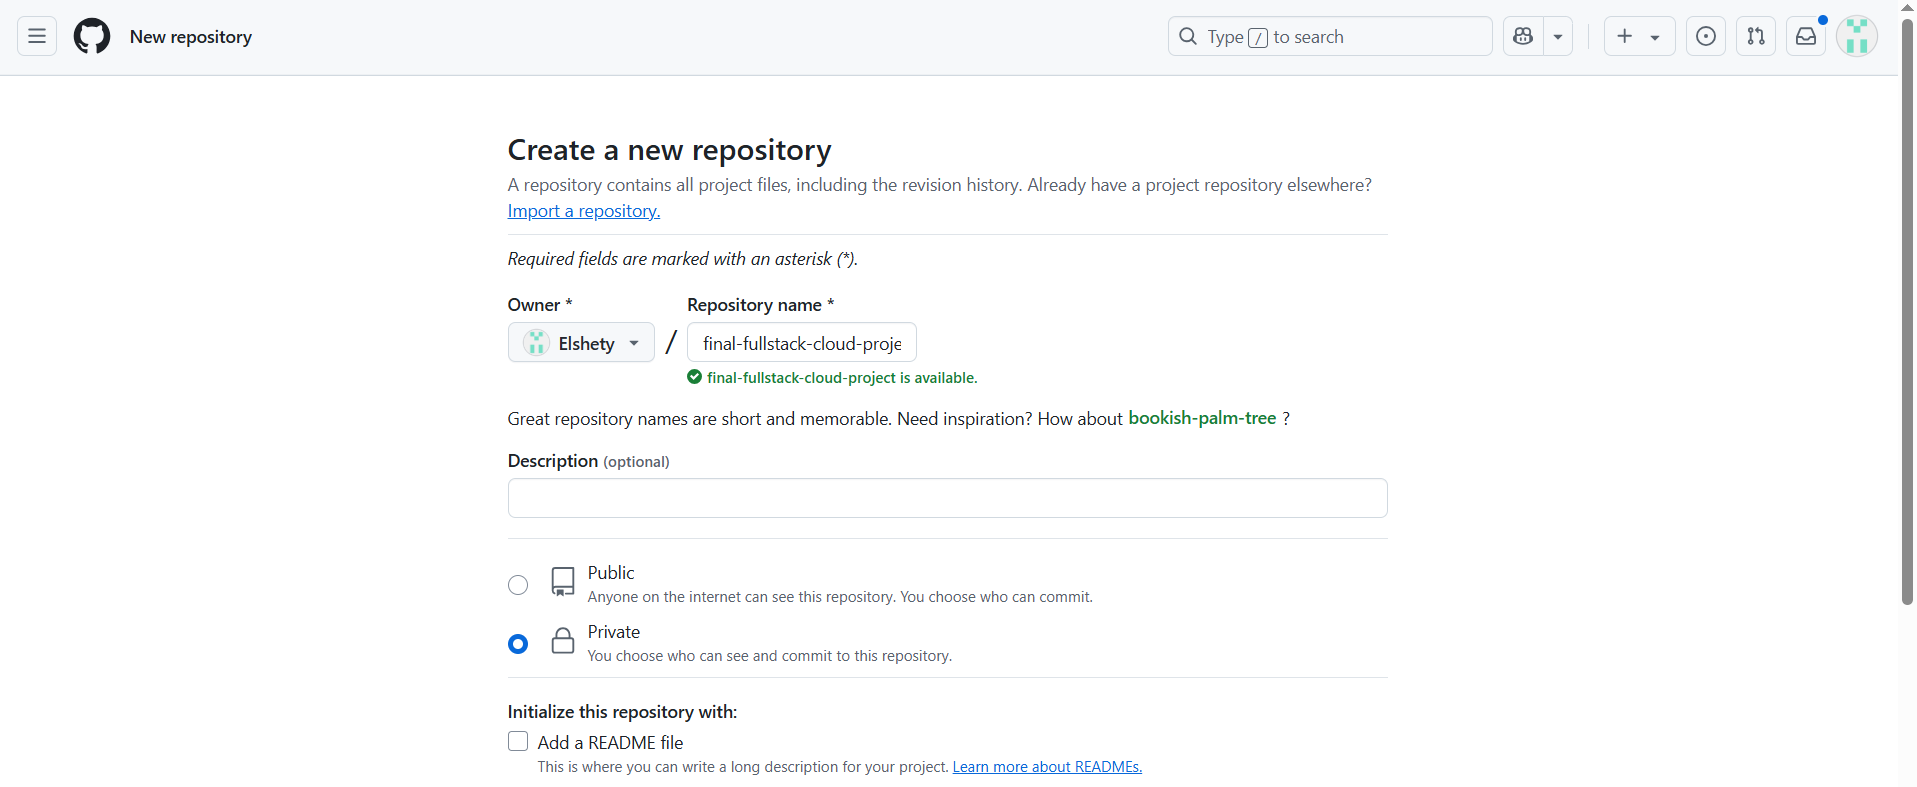 New repository
Type / to search
Create a new repository
A repository contains all project files, including the revision history. Already have a project repository elsewhere?
Import a repository.
Required fields are marked with an asterisk (*).
Owner *
Repository name *
Elshety
/
final-fullstack-cloud-proje
final-fullstack-cloud-project is available.
Great repository names are short and memorable. Need inspiration? How about bookish-palm-tree ?
Description (optional)
Public
Anyone on the internet can see this repository. You choose who can commit.
Private
You choose who can see and commit to this repository.
Initialize this repository with:
Add a README file
This is where you can write a long description for your project. Learn more about READMEs.